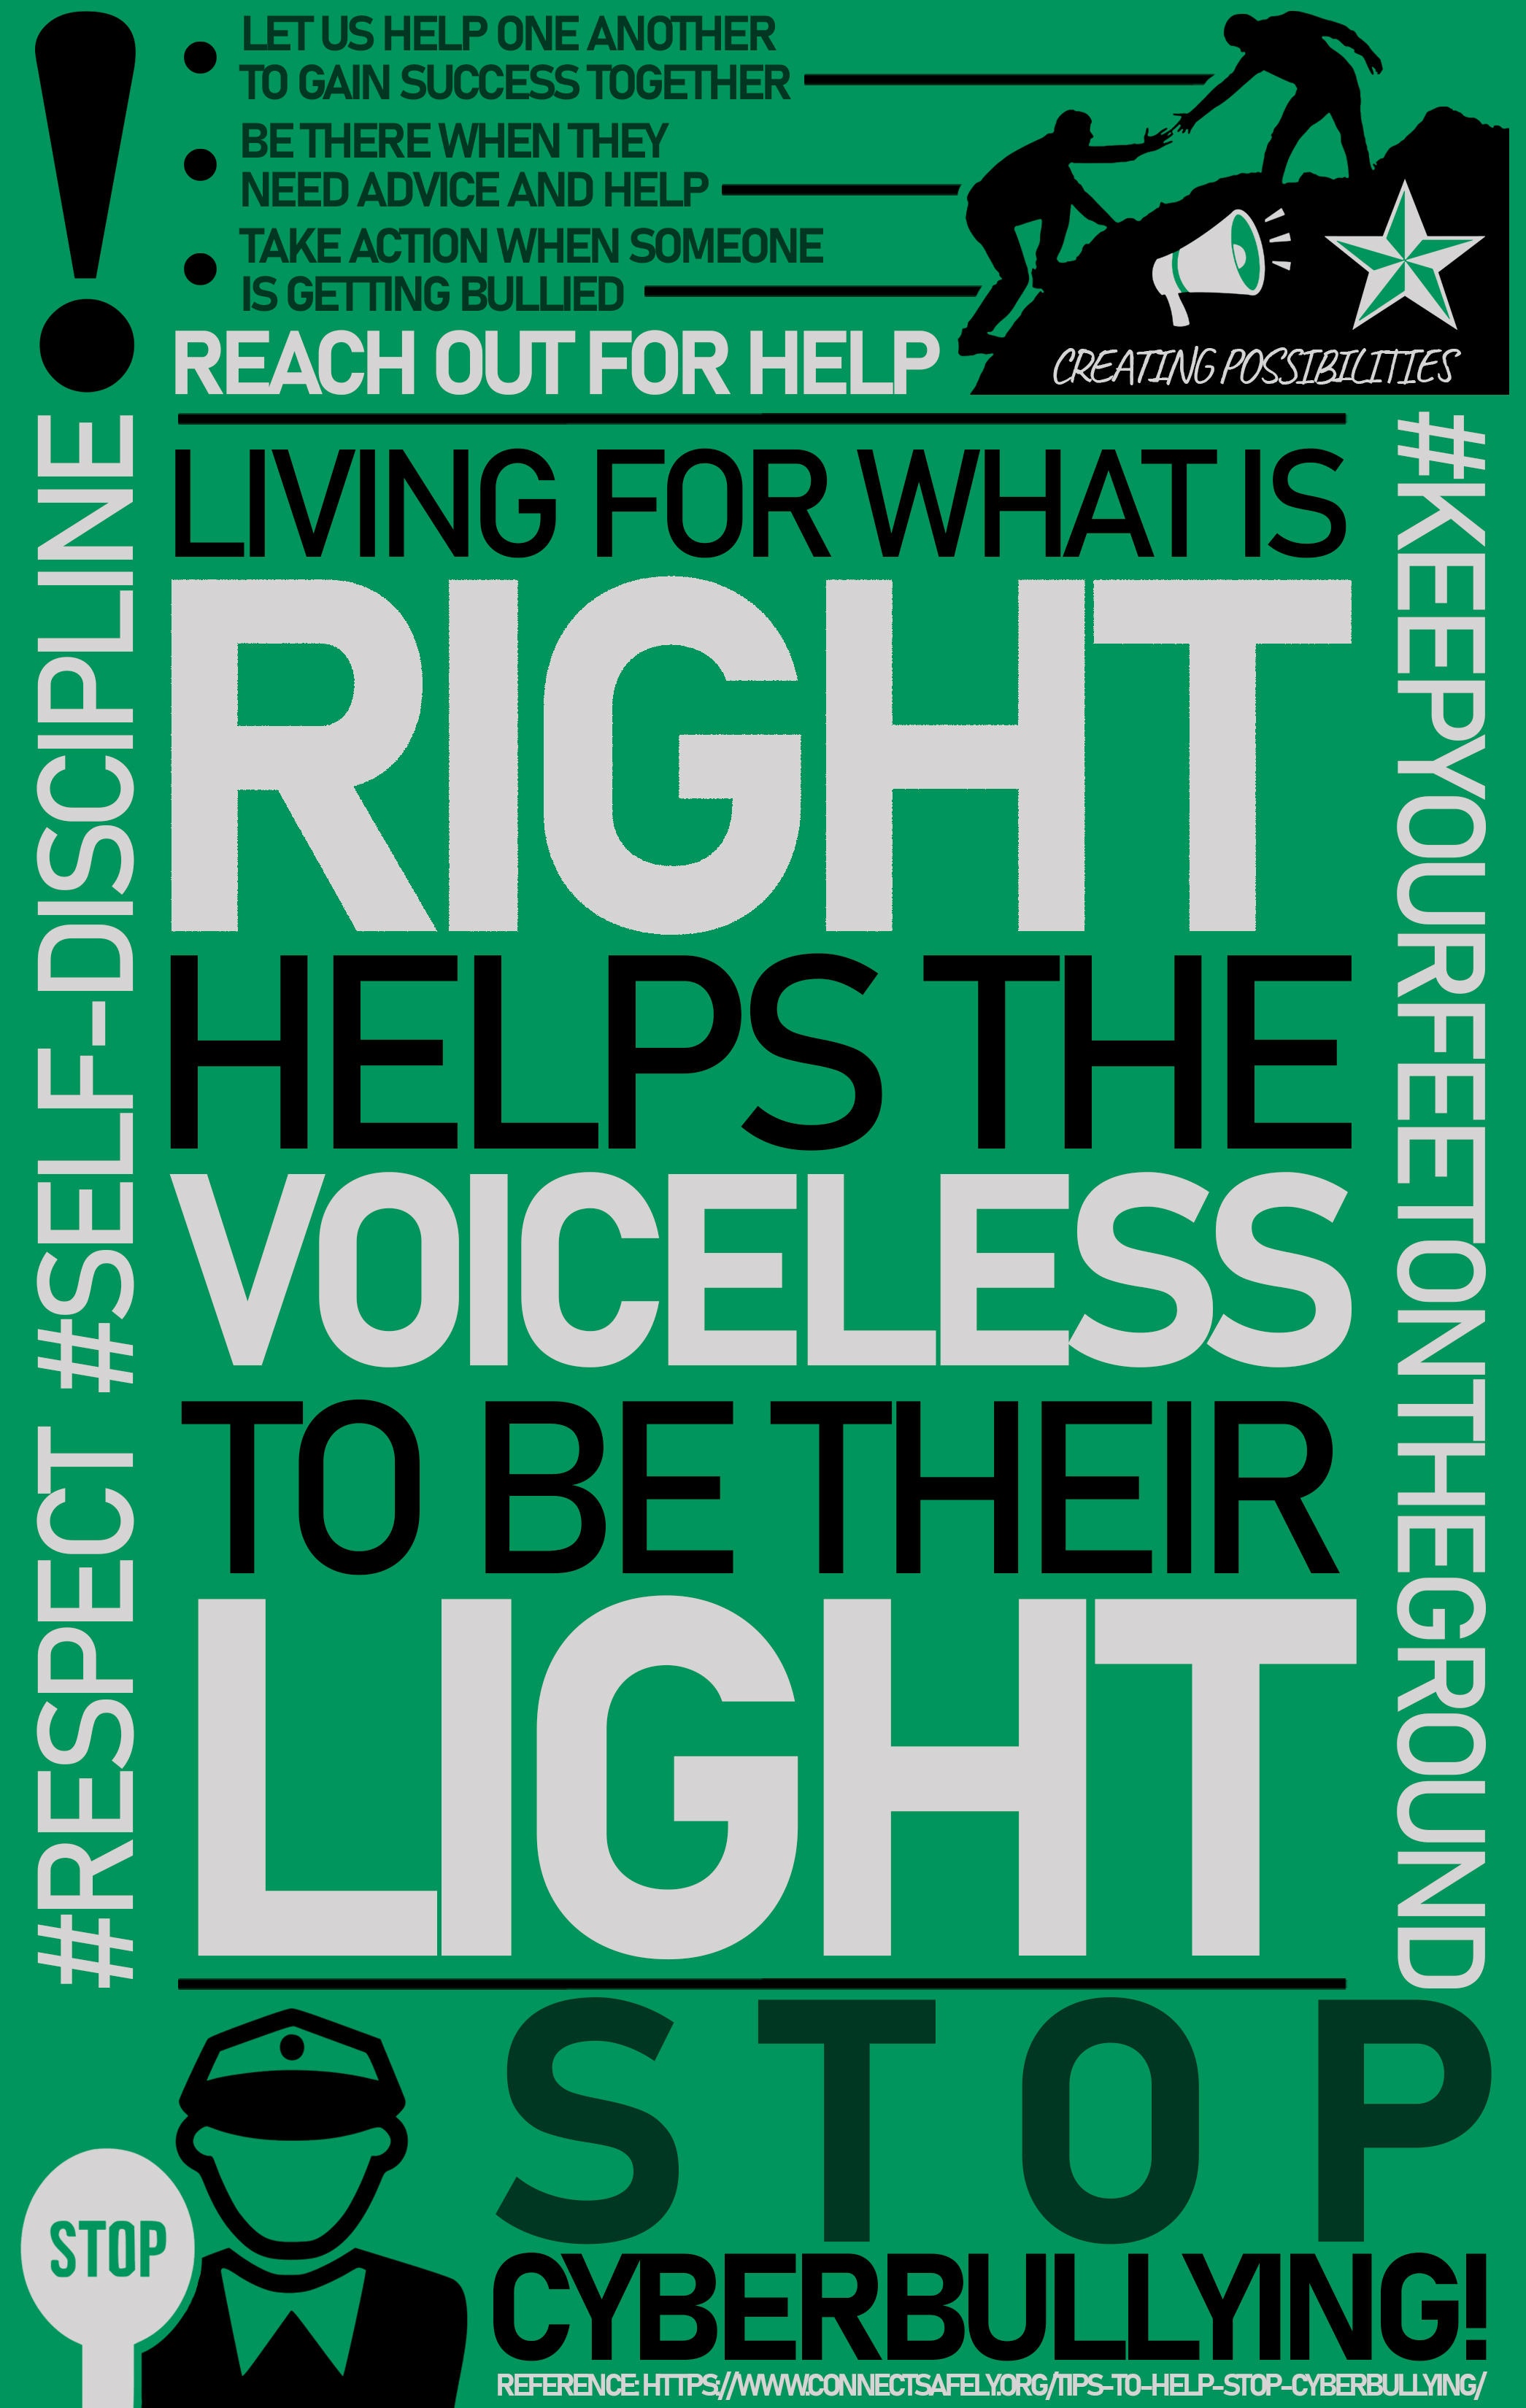 LET US HELP ONE ANOTHER
TO GAIN SUCCESS TOGETHER
BE THERE WHEN THEY
NEED ADVICE AND HELP
TAKE ACTION WHEN SOMEONE
IS GETTING BULLIED
REACH OUT FOR HELP
CREATING POSSIBILITIES
#RESPECT #SELF-DISCIPLINE
LIVING FOR WHAT IS
RIGHT
HELPS THE
VOICELESS
TO BE THEIR
LIGHT
#KEEPYOURFEETONTHEGROUND
STOP
STOP
CYBERBULLYING!
REFERENCE: HTTPS://WWW.CONNECTSAFELY.ORG/TIPS-TO-HELP-STOP-CYBERBULLYING/